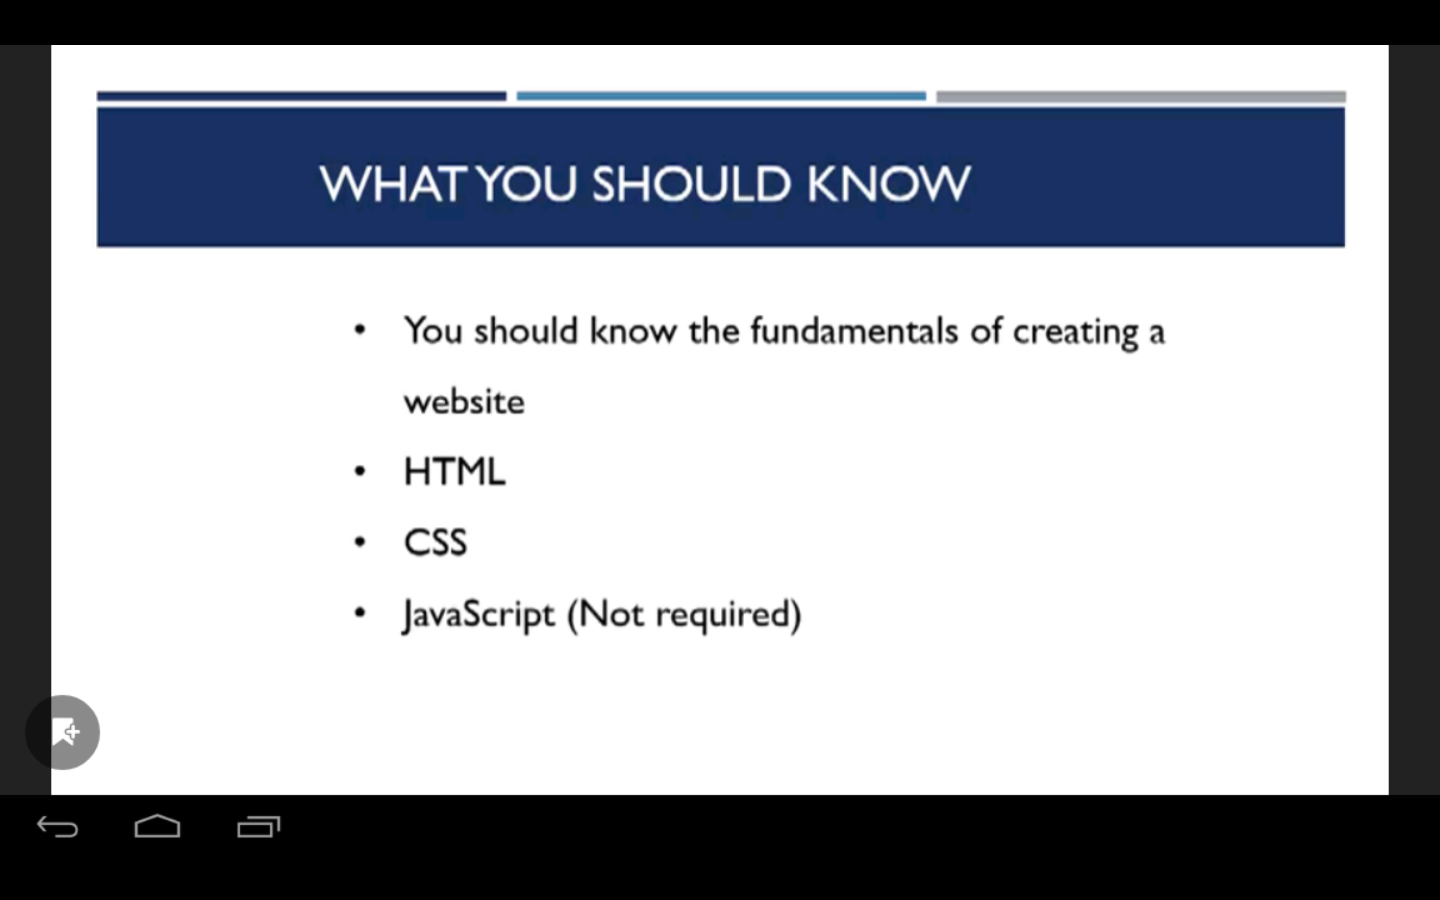 WHAT YOU SHOULD KNOW
• You should know the fundamentals of creating a
website
• HTML
• CSS
• JavaScript (Not required)